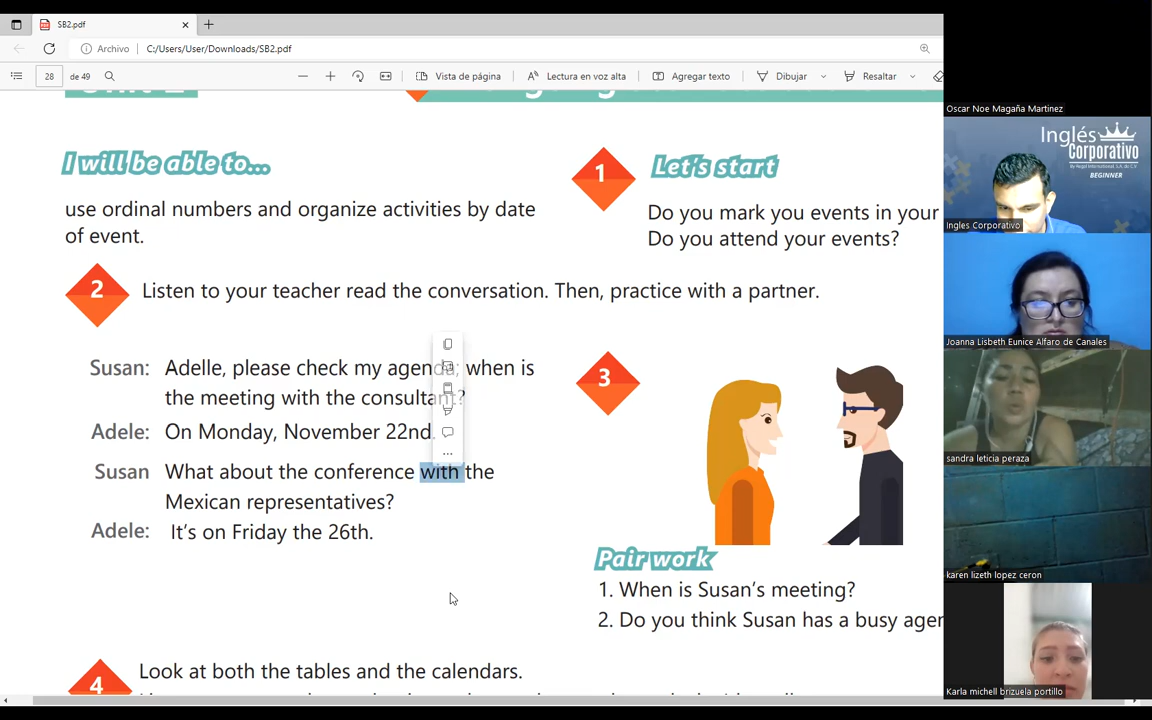 SB2.pdf
Archivo
C:/Users/User/Downloads/SB2.pdf
28
de 49
Vista de página
Lectura en voz alta
Agregar texto
Dibujar
Resaltar
I will be able to...
use ordinal numbers and organize activities by date
of event.
1
Let's start
Do you mark you events in your
Do you attend your events?
2
Listen to your teacher read the conversation. Then, practice with a partner.
Susan: Adelle, please check my agenda; when is
the meeting with the consultant?
Adele: On Monday, November 22nd.
Susan What about the conference with the
Mexican representatives?
Adele: It's on Friday the 26th.
3
Pair work
1. When is Susan's meeting?
2. Do you think Susan has a busy agen
4
Look at both the tables and the calendars.
Oscar Noe Magaña Martinez
Inglés
Corporativo
By Regal International, S.A. de C.V.
BEGINNER
Ingles Corporativo
Joanna Lisbeth Eunice Alfaro de Canales
sandra leticia peraza
karen lizeth lopez ceron
Karla michell brizuela portillo